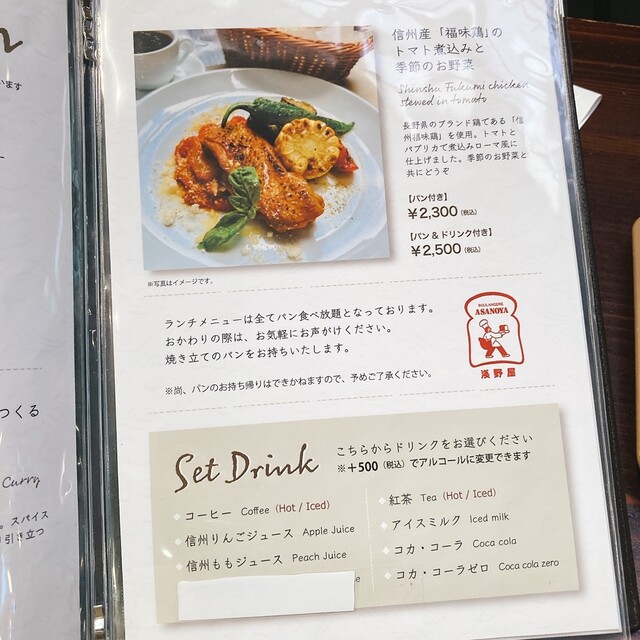 います
つくる
Curry
。スパイス
引き立つ
信州産「福味鶏」の
トマト煮込みと
季節のお野菜
Shinshu Fukumi chicken
stewed in tomato
長野県のブランド鶏である「信
州福味鶏」を使用。トマトと
パプリカで煮込みローマ風に
仕上げました。季節のお野菜と
共にどうぞ
【パン付き】
¥2,300(税込)
【パン&ドリンク付き】
¥2,500(税込)
※写真はイメージです。
ランチメニューは全てパン食べ放題となっております。
おかわりの際は、お気軽にお声がけください。
焼き立てのパンをお持ちいたします。
※尚、パンのお持ち帰りはできかねますので、予めご了承ください。
BOULANGERIE
ASANOYA
浅野屋
Set Drink
こちらからドリンクをお選びください
※+500(税込)でアルコールに変更できます
コーヒー Coffee (Hot / Iced)
信州りんごジュース Apple Juice
信州ももジュース Peach Juice
紅茶 Tea (Hot / Iced)
アイスミルク Iced milk
コカ・コーラ Coca cola
コカ・コーラゼロ Coca cola zero